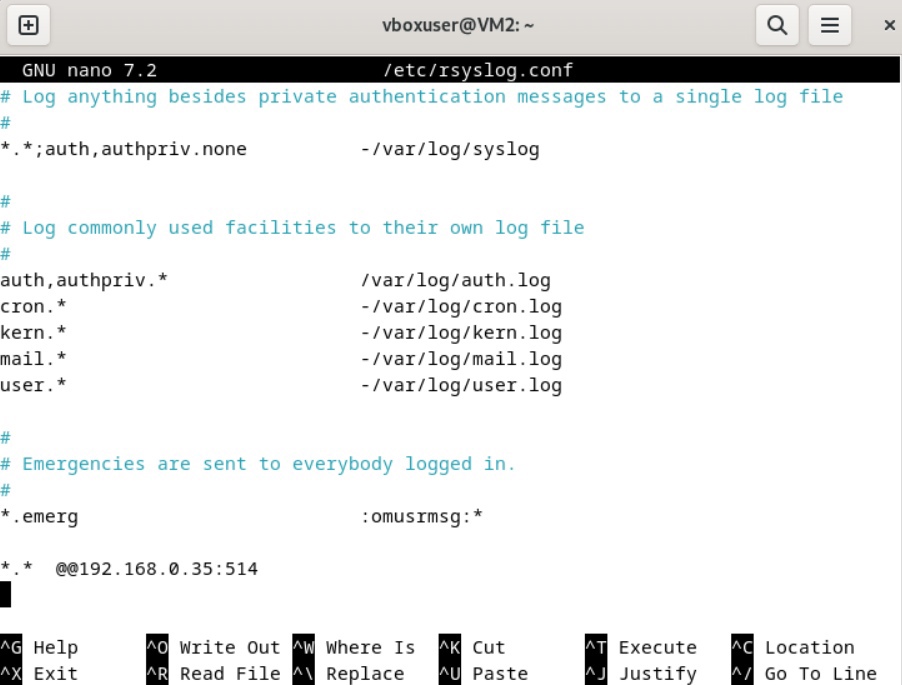 vboxuser@VM2: ~
GNU nano 7.2 /etc/rsyslog.conf
# Log anything besides private authentication messages to a single log file
#
*.*;auth,authpriv.none -/var/log/syslog
#
# Log commonly used facilities to their own log file
#
auth,authpriv.* /var/log/auth.log
cron.* -/var/log/cron.log
kern.* -/var/log/kern.log
mail.* -/var/log/mail.log
user.* -/var/log/user.log
#
# Emergencies are sent to everybody logged in.
#
*.emerg :omusrmsg:*
*.* @@192.168.0.35:514
^G Help ^O Write Out ^W Where Is ^K Cut ^T Execute ^C Location
^X Exit ^R Read File ^\ Replace ^U Paste ^J Justify ^/ Go To Line